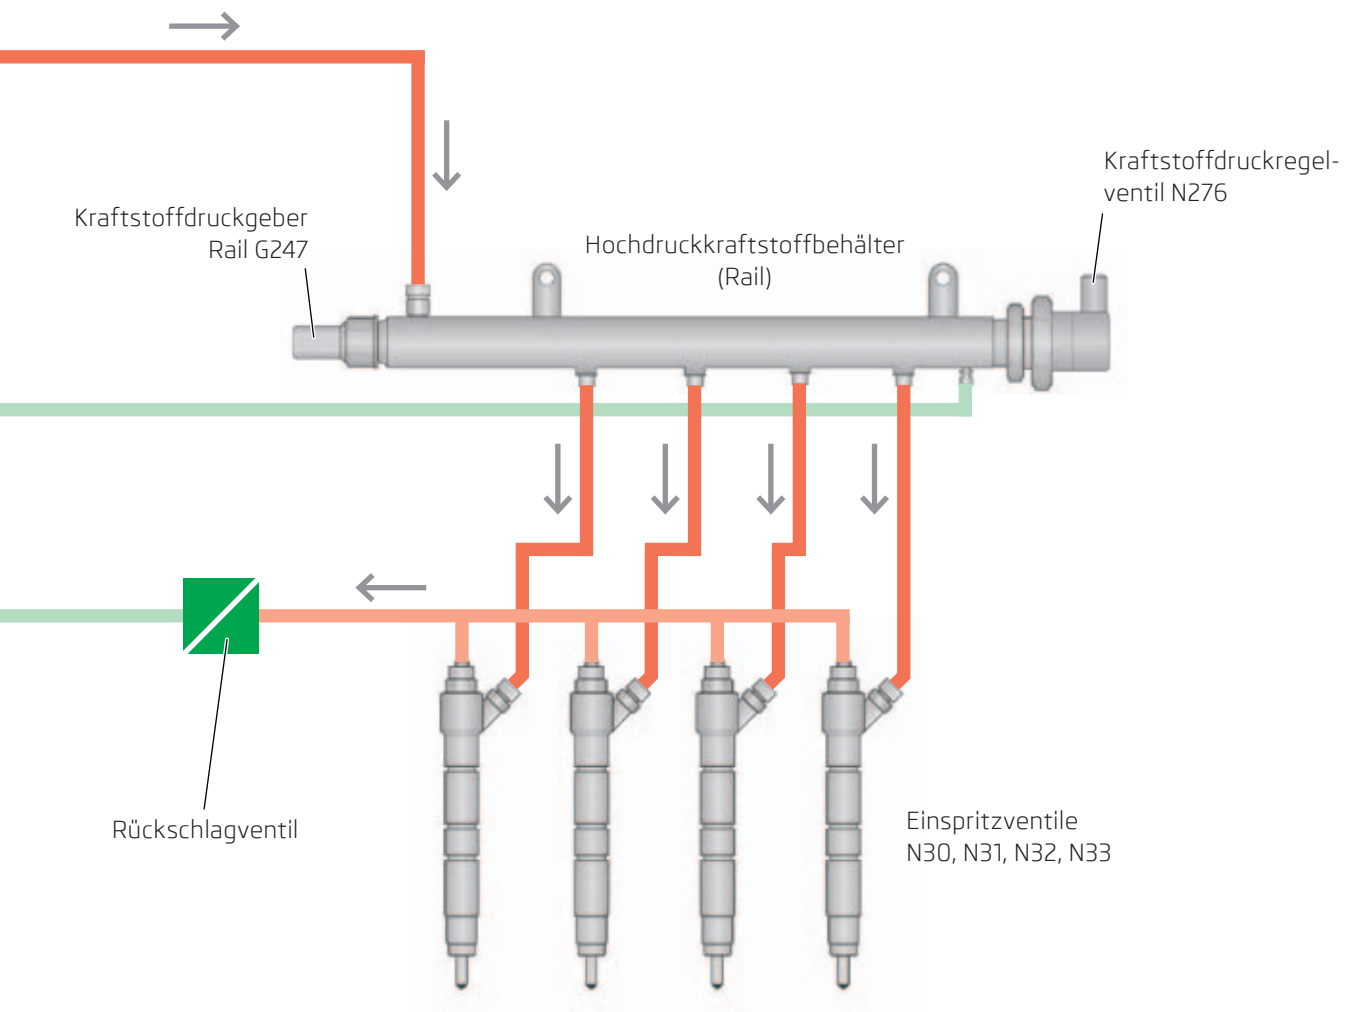 Kraftstoffdruckregel-
ventil N276
Kraftstoffdruckgeber
Rail G247
Hochdruckkraftstoffbehälter
(Rail)
Rückschlagventil
Einspritzventile
N30, N31, N32, N33